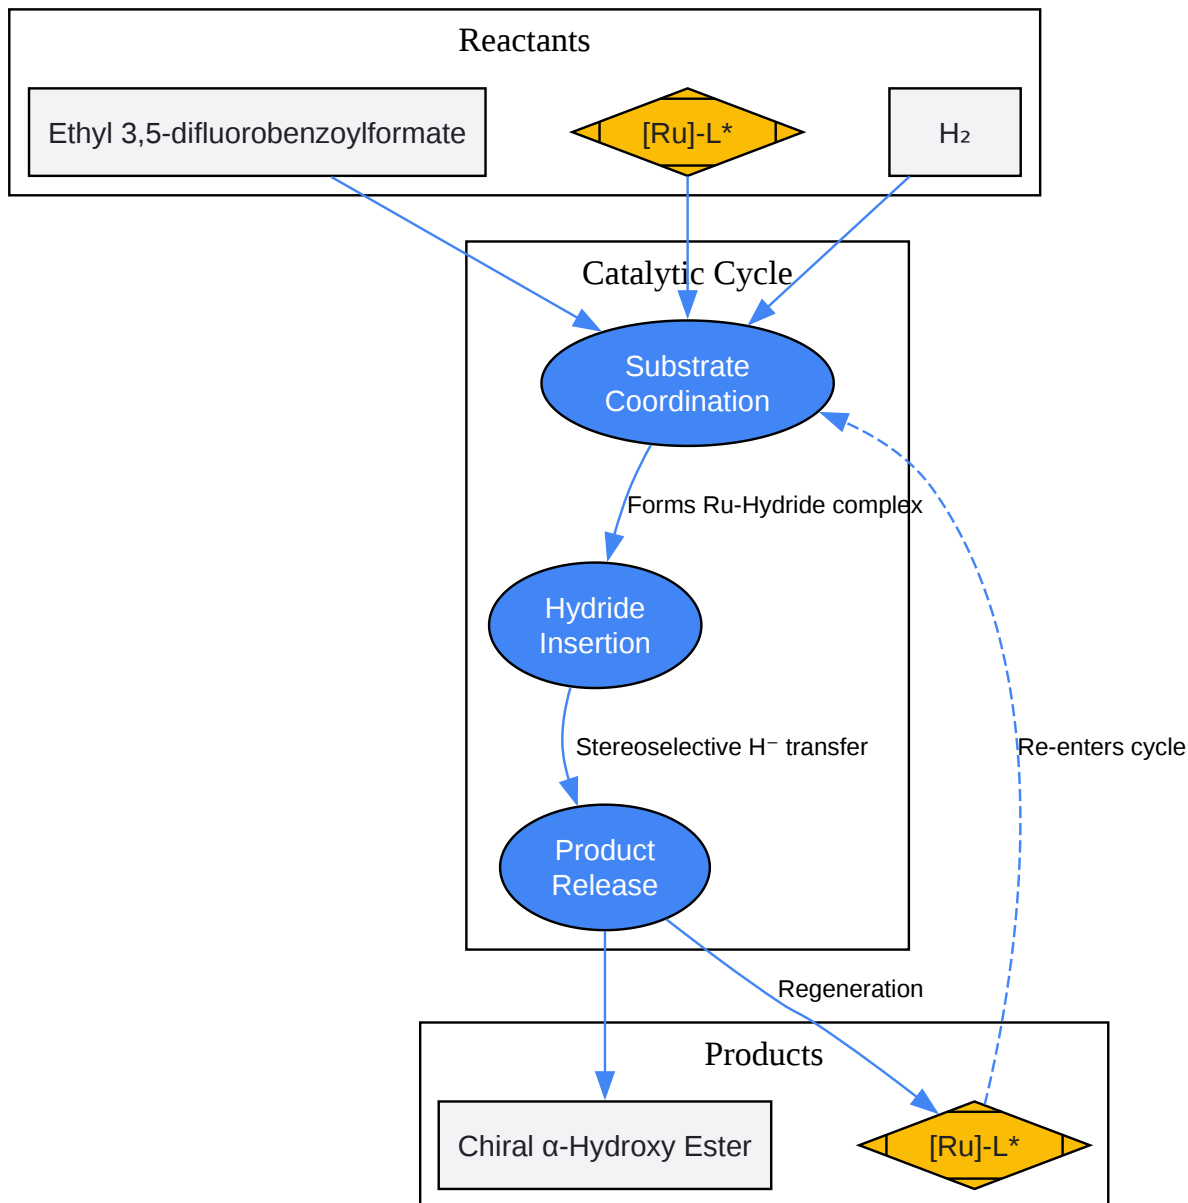 Reactants
Ethyl 3,5-difluorobenzoylformate
[Ru]-L*
H₂
Catalytic Cycle
Substrate
Coordination
Forms Ru-Hydride complex
Hydride
Insertion
Stereoselective H⁻ transfer
Re-enters cycle
Product
Release
Regeneration
Products
Chiral α-Hydroxy Ester
[Ru]-L*